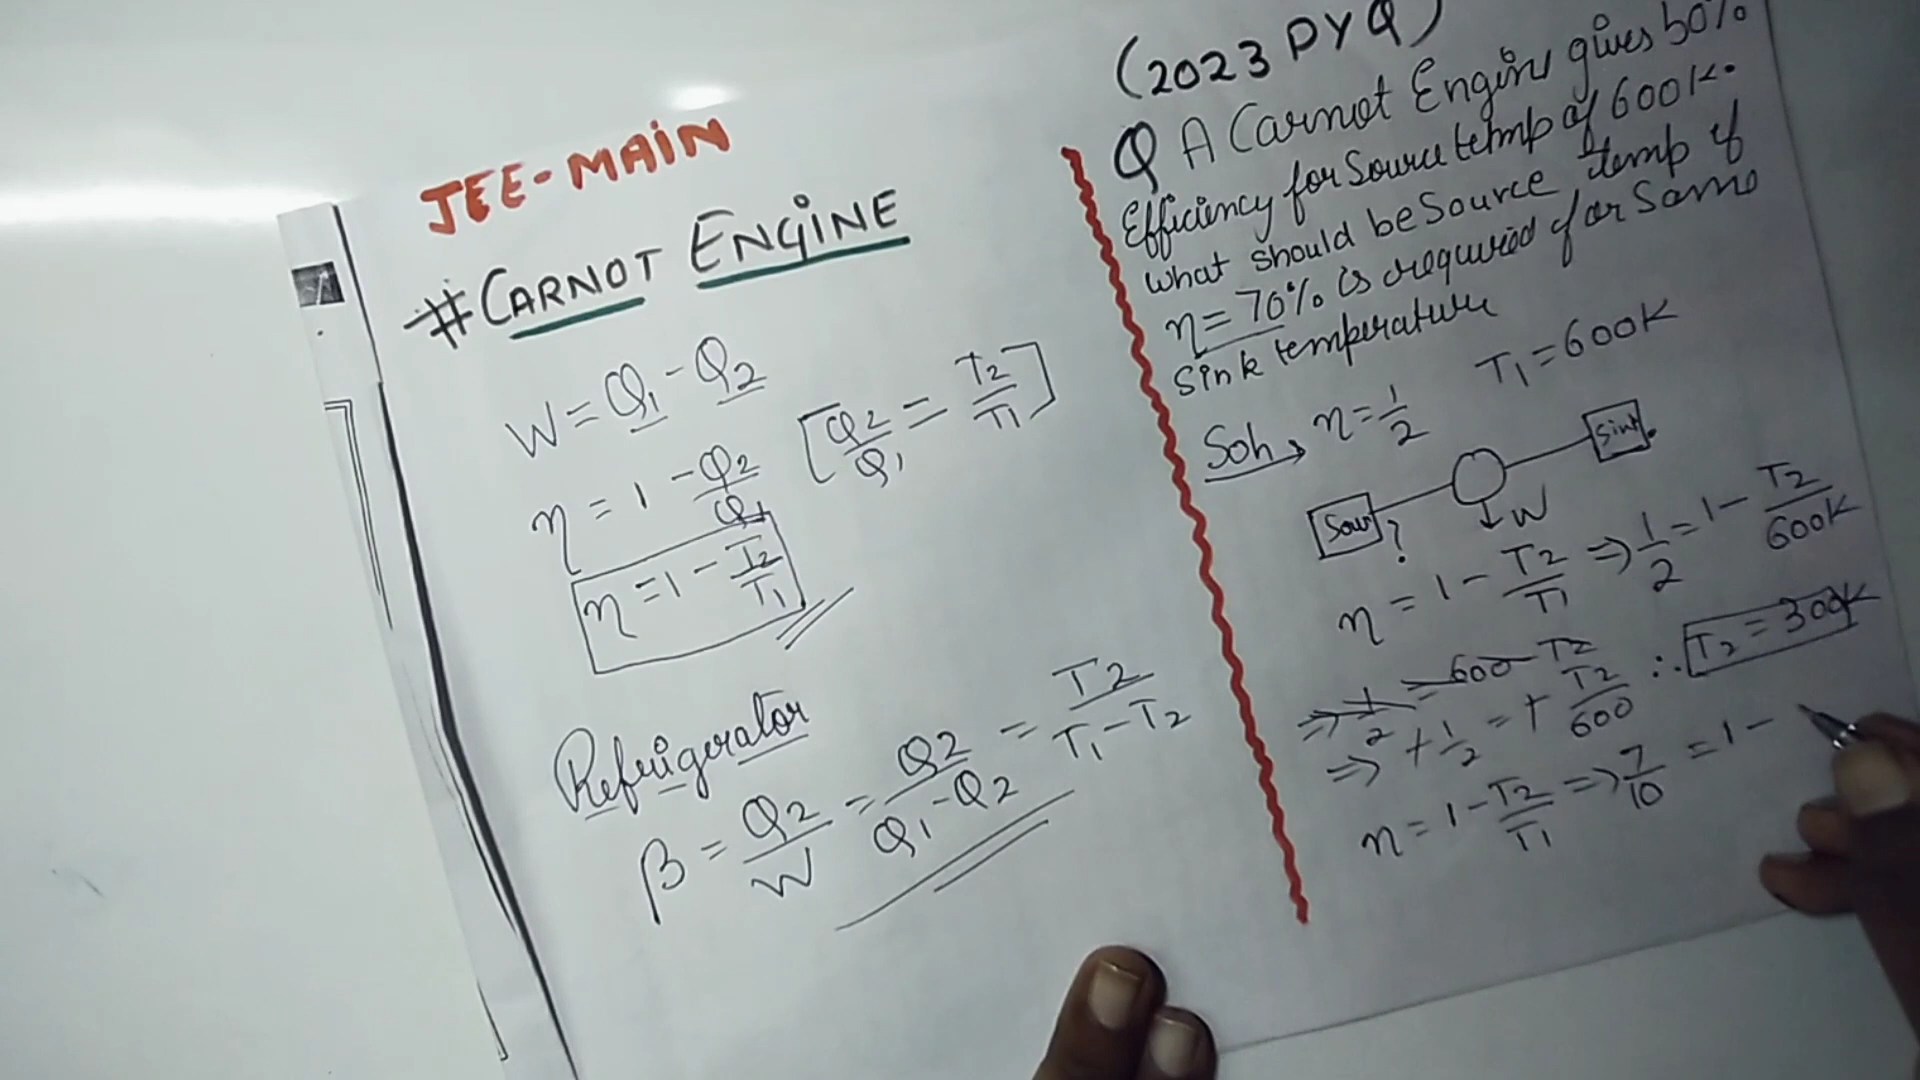 JEE-MAIN
# CARNOT ENGINE
W = Q1 - Q2
η = 1 - Q2/Q1 [Q2/Q1 = T2/T1]
η = 1 - T2/T1
Refrigerator
β = Q2/W = Q2/Q1-Q2 = T2/T1-T2
(2023 PYQ)
Q A Carnot Engine gives 50%
Efficiency for Source temp of 600K.
What should be Source temp if
η = 70% is required for Same
Sink temperature
Soln → η = 1/2 T1 = 600K
Sour ? W Sink
η = 1 - T2/T1 ⇒ 1/2 = 1 - T2/600K
⇒ 1/2 = 600 - T2
⇒ +1/2 = + T2/600 ∴ T2 = 300K
η = 1 - T2/T1 ⇒ 7/10 = 1 -